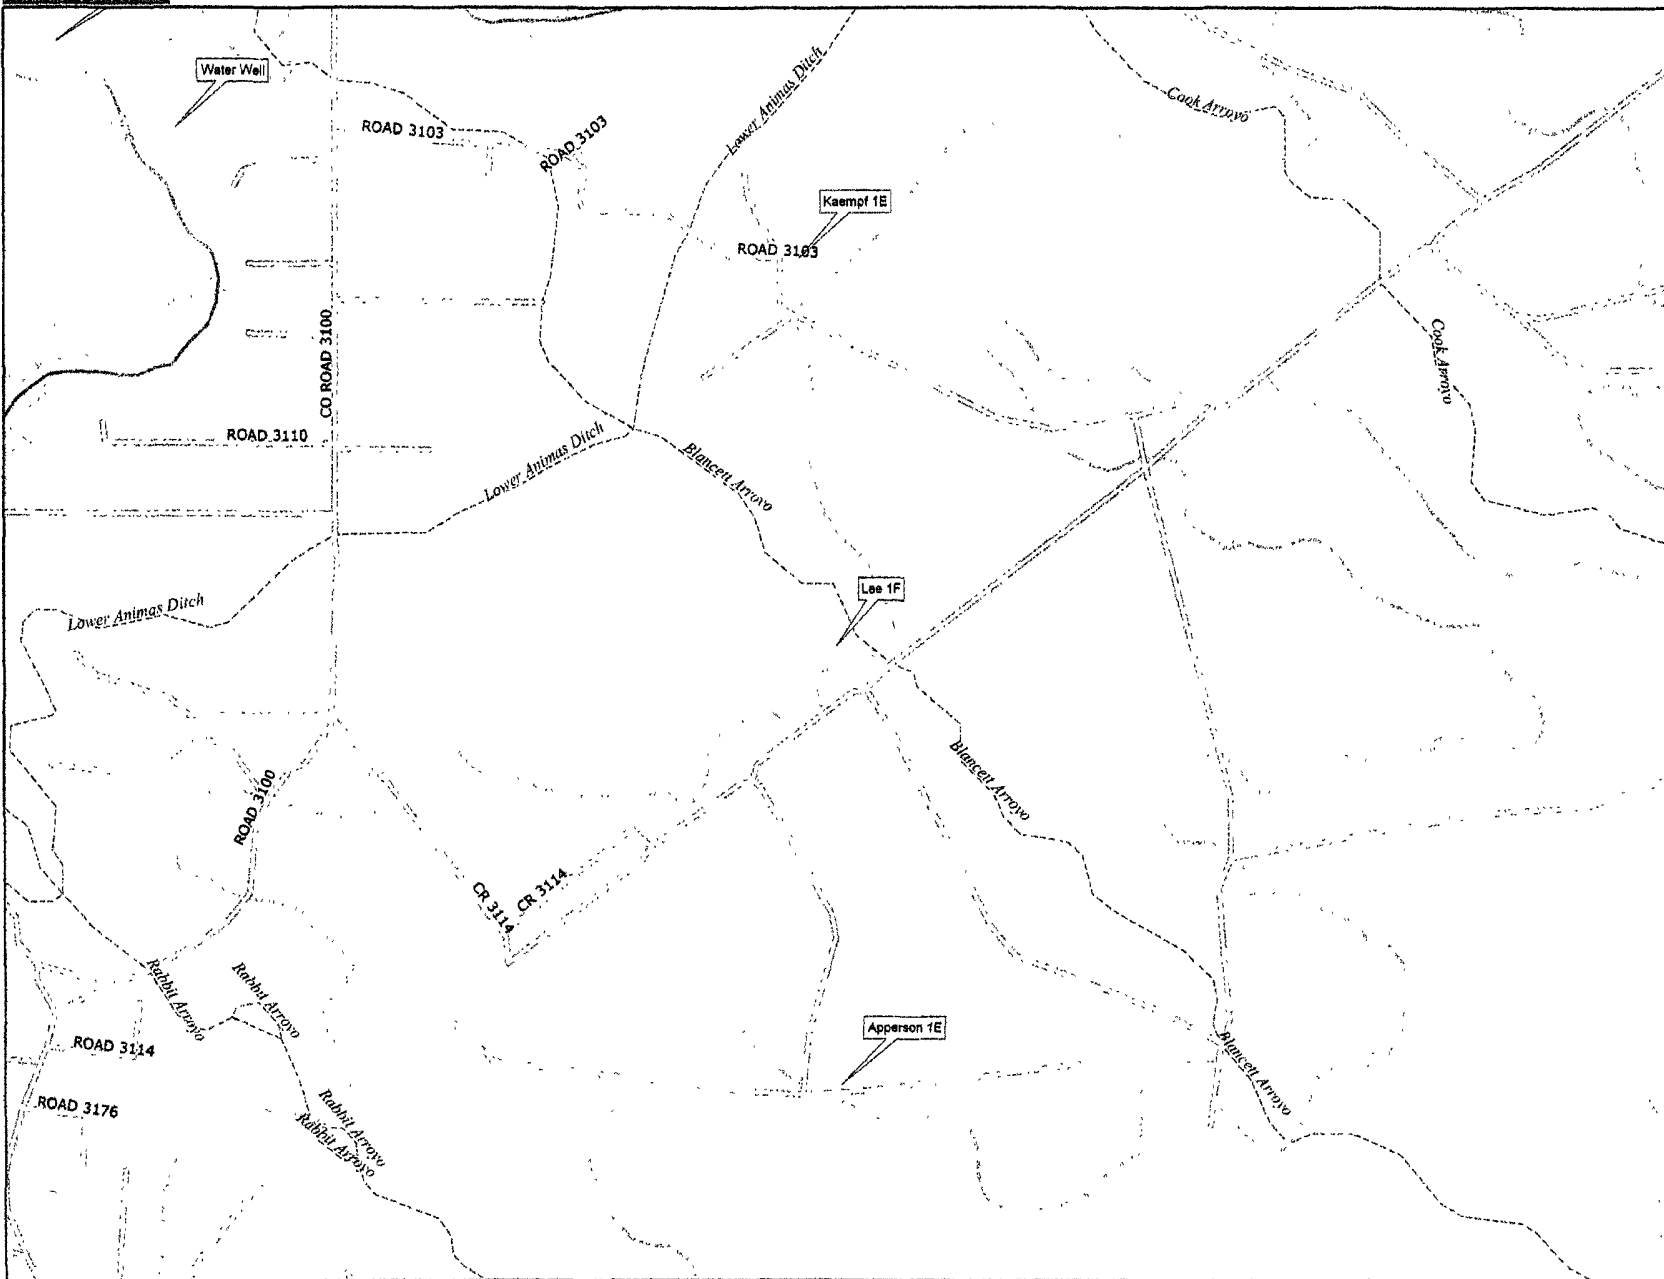 Water Well
ROAD 3103
ROAD 3103
Lower Animas Ditch
Cook Arroyo
Kaempf 1E
ROAD 3103
CO ROAD 3100
Cook Arroyo
ROAD 3110
Lower Animas Ditch
Blancett Arroyo
Lee 1F
Lower Animas Ditch
Blancett Arroyo
ROAD 3100
CR 3114
CR 3114
Rabbit Arroyo
Rabbit Arroyo
Apperson 1E
ROAD 3114
Blancett Arroyo
ROAD 3176
Rabbit Arroyo
Rabbit Arroyo